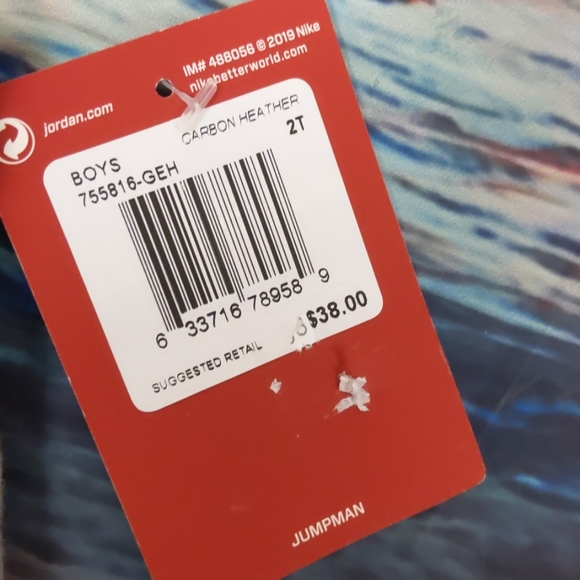 IM# 488056 © 2019 Nike
nikebetterworld.com
jordan.com
CARBON HEATHER
BOYS
2T
755816-GEH
6 33716 78958 9
$38.00
SUGGESTED RETAIL
JUMPMAN